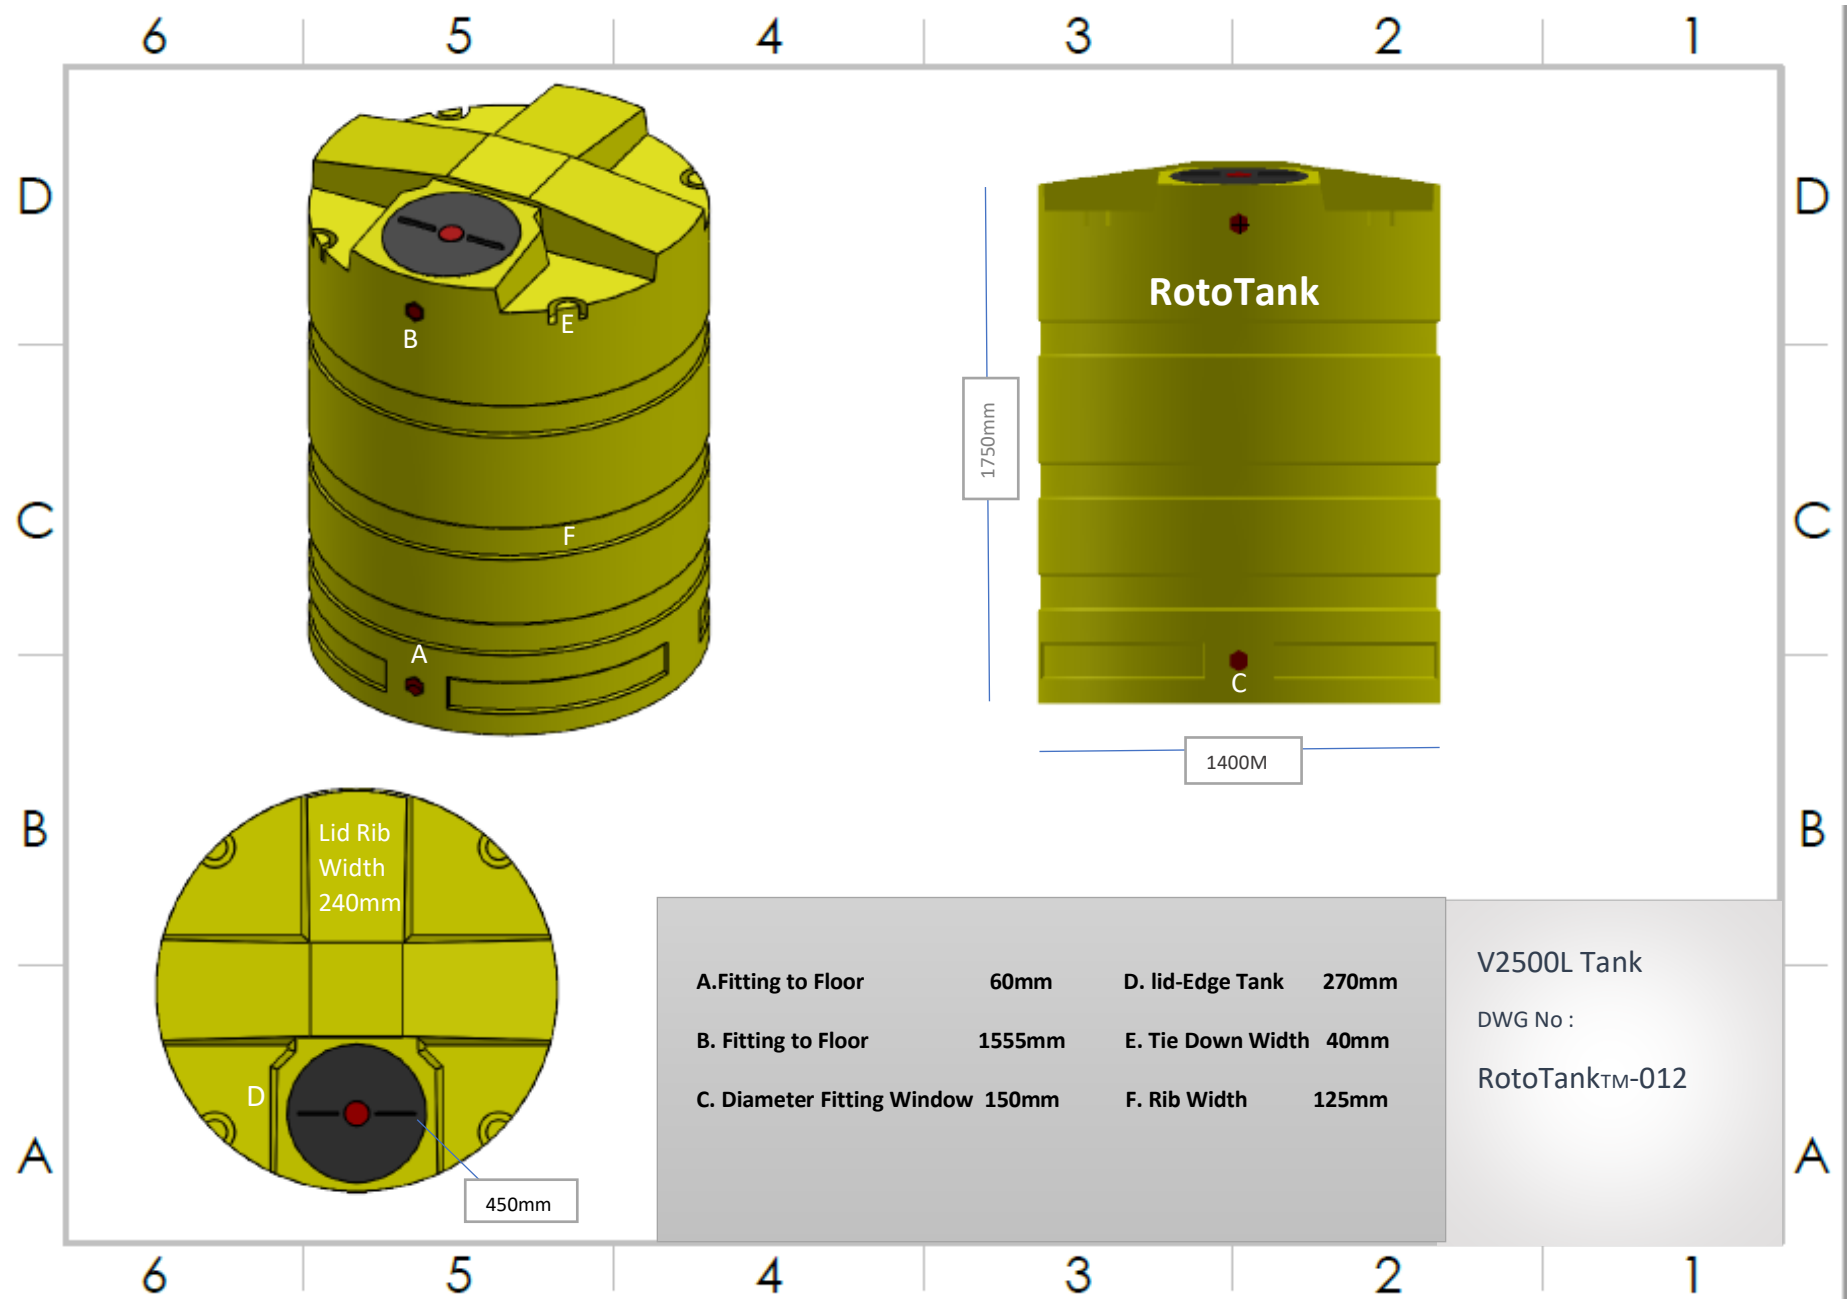 6 5 4 3 2 1
D D
C C
B B
A A
B
E
F
A
RotoTank
1750mm
C
1400M
Lid Rib
Width
240mm
D
450mm
A.Fitting to Floor 60mm D. lid-Edge Tank 270mm
B. Fitting to Floor 1555mm E. Tie Down Width 40mm
C. Diameter Fitting Window 150mm F. Rib Width 125mm
V2500L Tank
DWG No :
RotoTankTM-012
6 5 4 3 2 1